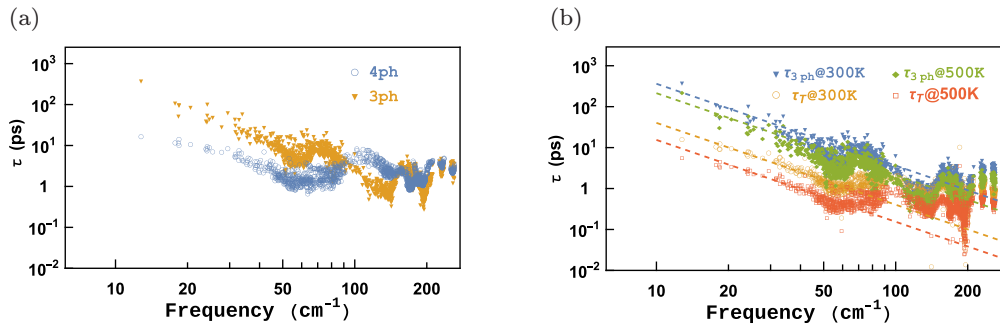 (a)
10³
10²
10¹
1
10⁻¹
10⁻²
τ (ps)
4ph
3ph
10
20
50
100
200
Frequency (cm⁻¹)
(b)
10³
10²
10¹
1
10⁻¹
10⁻²
τ (ps)
τ₃ ₚₕ@300K
τ₃ ₚₕ@500K
τ_T@300K
τ_T@500K
10
20
50
100
200
Frequency (cm⁻¹)